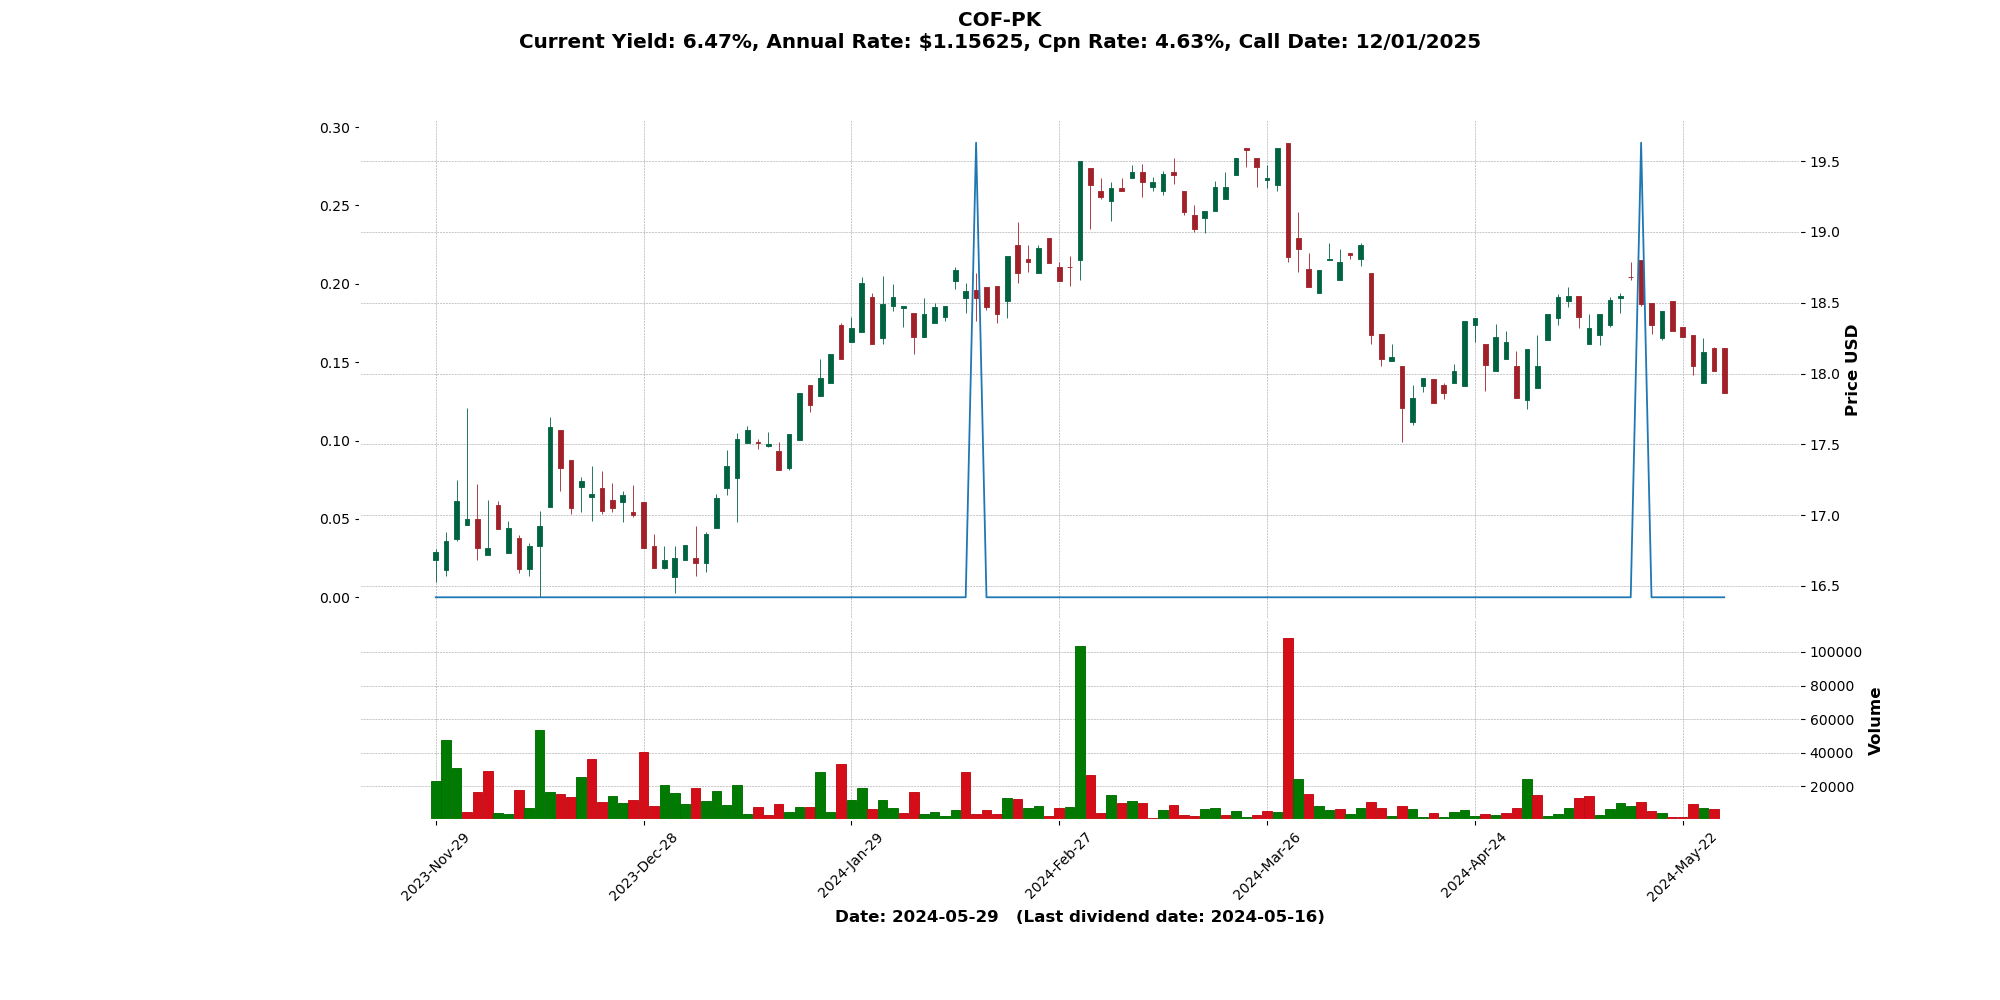 COF-PK
Current Yield: 6.47%, Annual Rate: $1.15625, Cpn Rate: 4.63%, Call Date: 12/01/2025
0.30
0.25
0.20
0.15
0.10
0.05
0.00
19.5
19.0
18.5
18.0
17.5
17.0
16.5
Price USD
100000
80000
60000
40000
20000
Volume
2023-Nov-29
2023-Dec-28
2024-Jan-29
2024-Feb-27
2024-Mar-26
2024-Apr-24
2024-May-22
Date: 2024-05-29 (Last dividend date: 2024-05-16)